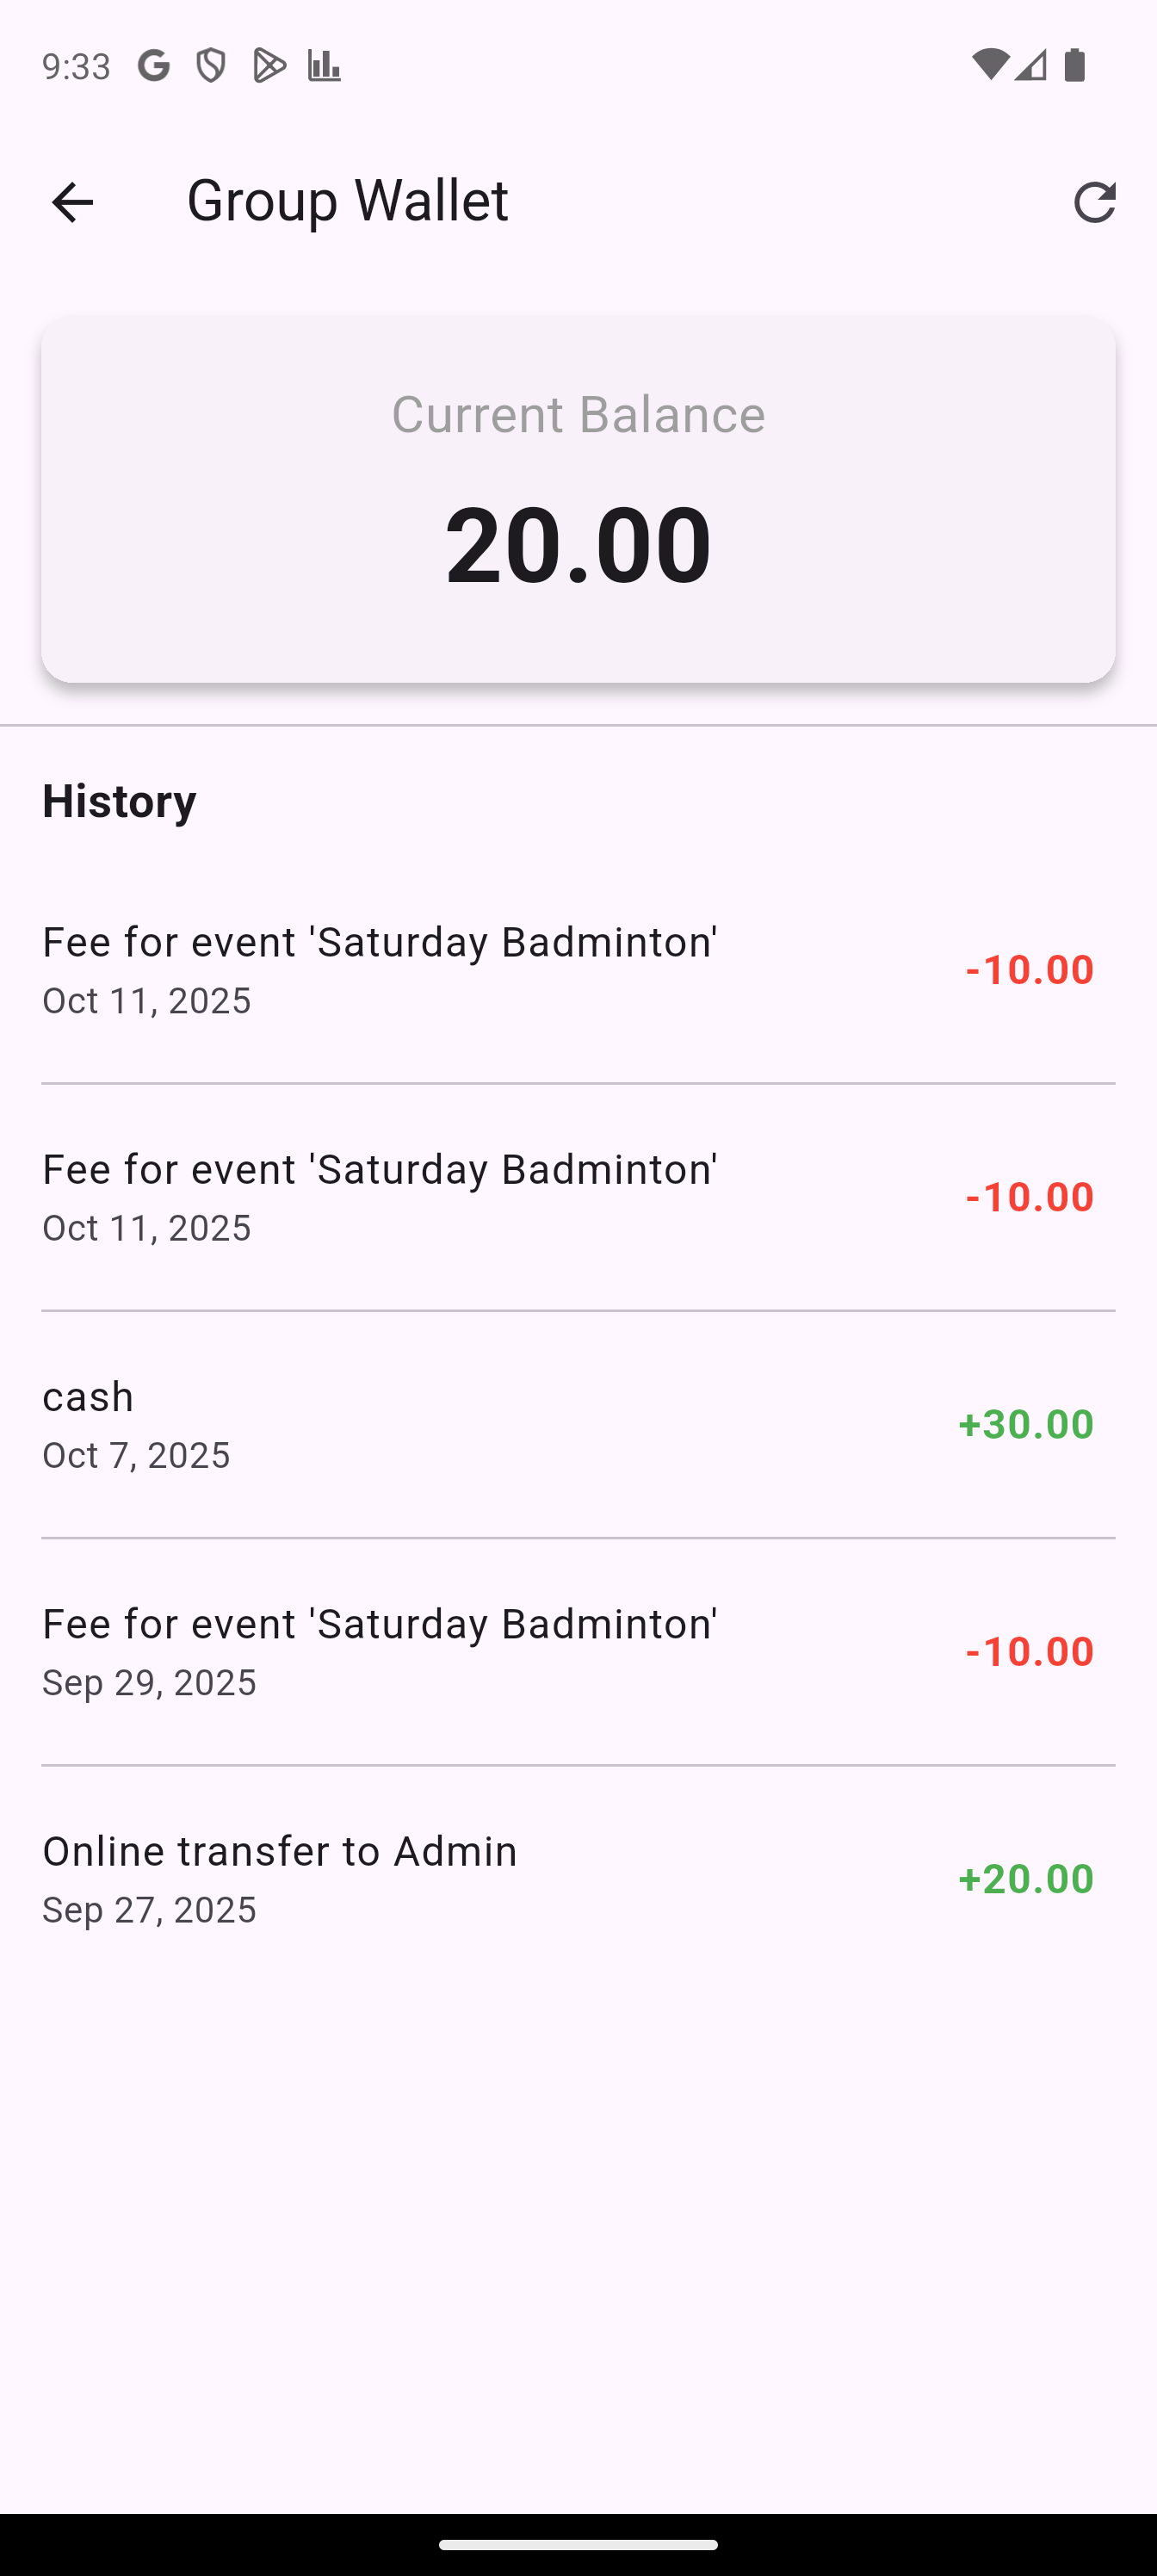 9:33
Group Wallet
Current Balance
20.00
History
Fee for event 'Saturday Badminton'
-10.00
Oct 11, 2025
Fee for event 'Saturday Badminton'
-10.00
Oct 11, 2025
cash
+30.00
Oct 7, 2025
Fee for event 'Saturday Badminton'
-10.00
Sep 29, 2025
Online transfer to Admin
+20.00
Sep 27, 2025